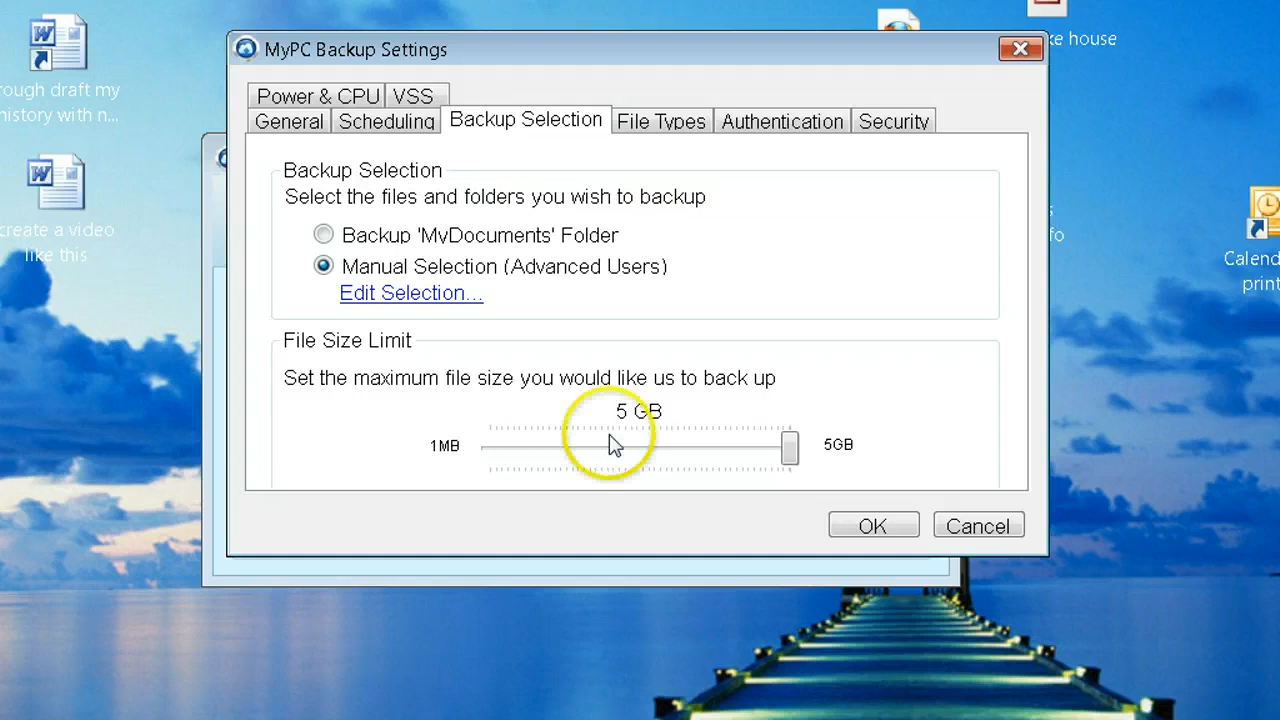 rough draft my
history with n...
create a video
like this
ke house
fo
Calend
print
MyPC Backup Settings
Power & CPU
VSS
General
Scheduling
Backup Selection
File Types
Authentication
Security
Backup Selection
Select the files and folders you wish to backup
Backup 'MyDocuments' Folder
Manual Selection (Advanced Users)
Edit Selection...
File Size Limit
Set the maximum file size you would like us to back up
5 GB
1MB
5GB
OK
Cancel